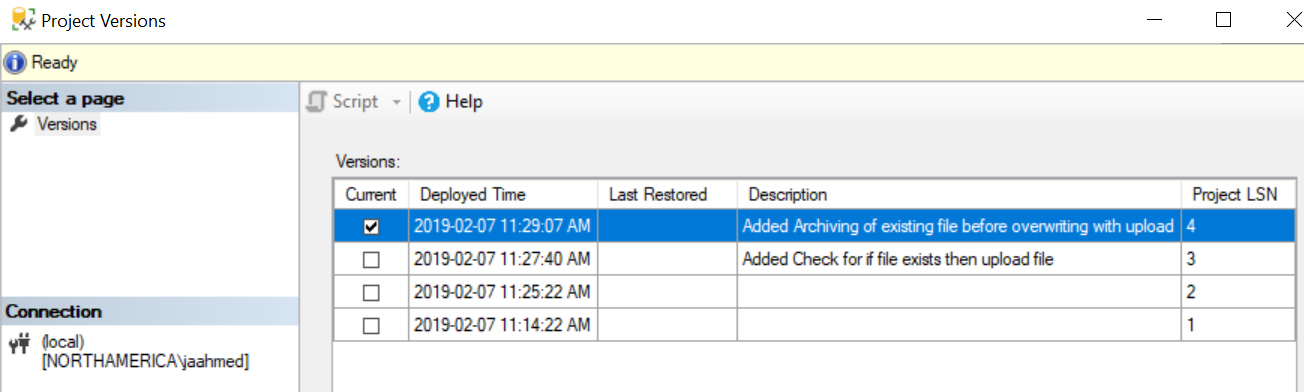 Project Versions
Ready
Select a page
Versions
Script
Help
Versions:
Current Deployed Time Last Restored Description Project LSN
2019-02-07 11:29:07 AM Added Archiving of existing file before overwriting with upload 4
2019-02-07 11:27:40 AM Added Check for if file exists then upload file 3
2019-02-07 11:25:22 AM 2
2019-02-07 11:14:22 AM 1
Connection
(local)
[NORTHAMERICA\jaahmed]